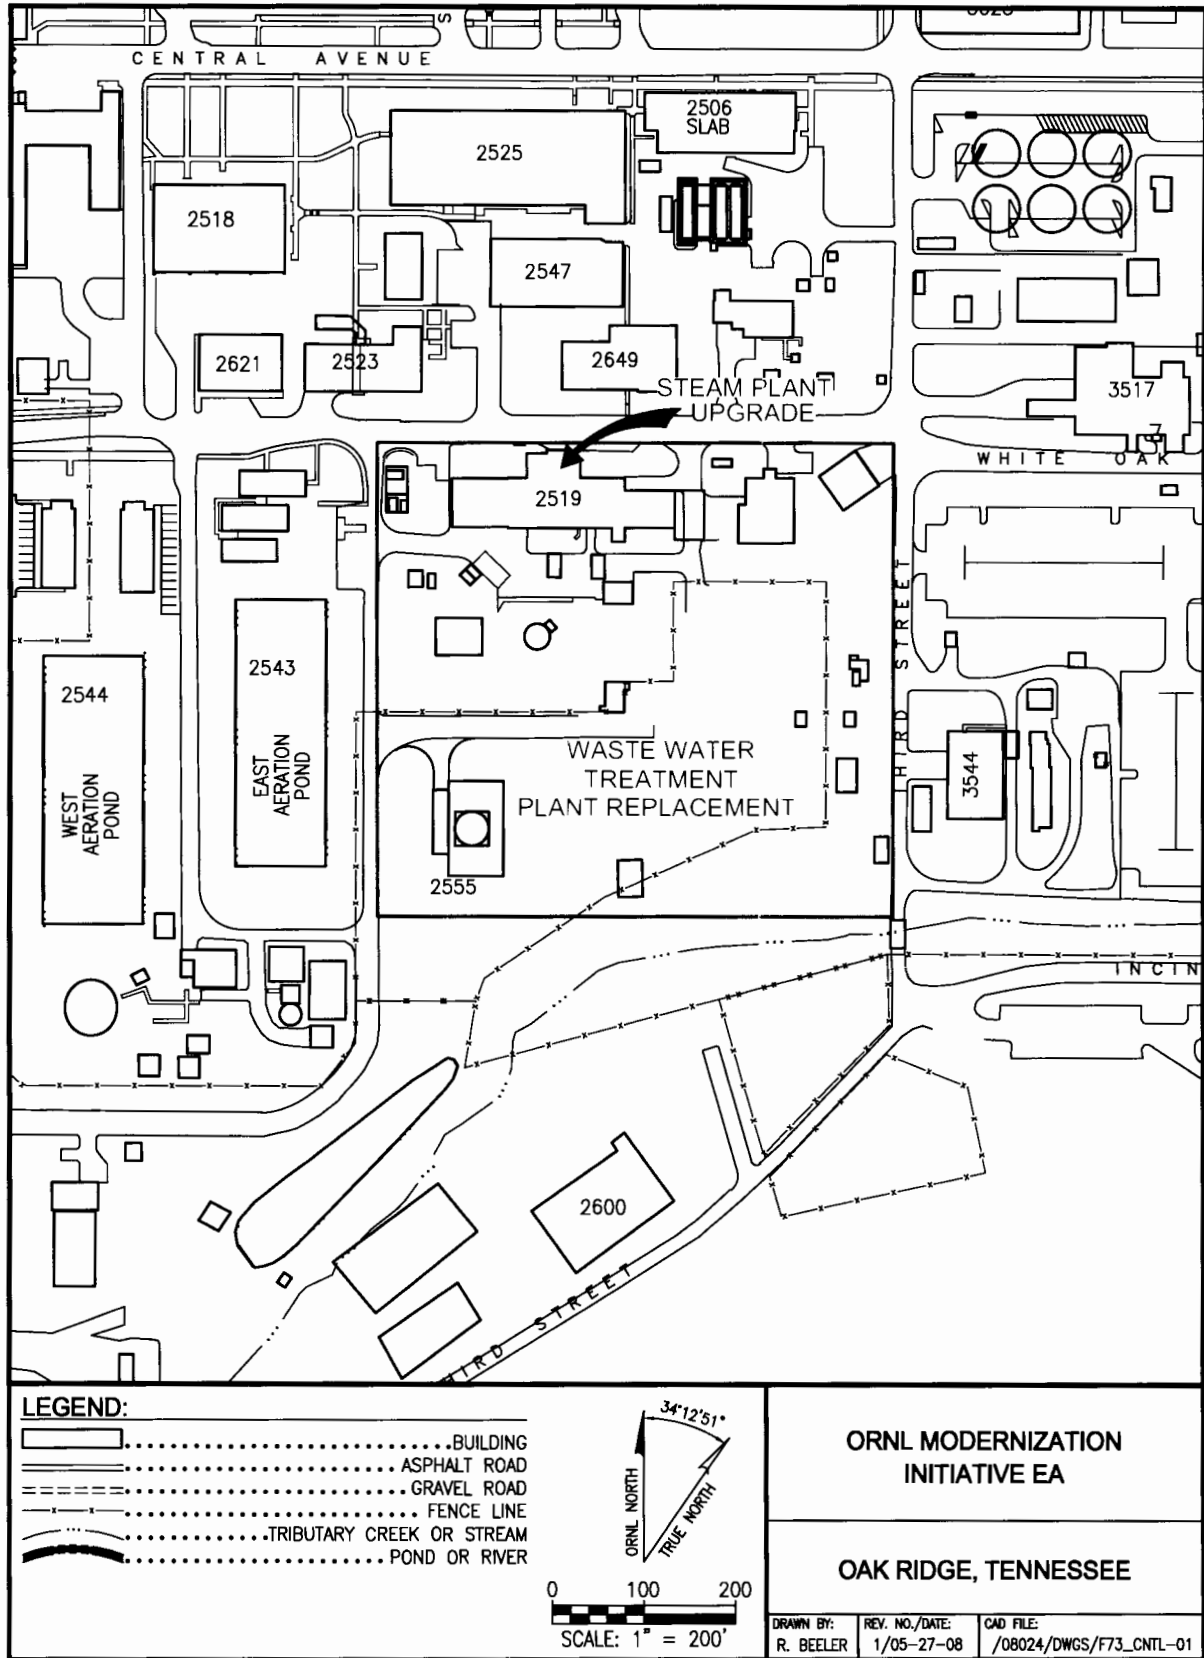 CENTRAL AVENUE
2506
SLAB
2525
2518
2547
2621
2523
2649
STEAM PLANT
UPGRADE
3517
7
WHITE OAK
2519
THIRD STREET
2544
2543
WEST
AERATION
POND
EAST
AERATION
POND
WASTE WATER
TREATMENT
PLANT REPLACEMENT
3544
2555
INCIN
2600
HIRD STREET
LEGEND:
BUILDING
ASPHALT ROAD
GRAVEL ROAD
FENCE LINE
TRIBUTARY CREEK OR STREAM
POND OR RIVER
34°12'51"
ORNL NORTH
TRUE NORTH
0 100 200
SCALE: 1" = 200'
ORNL MODERNIZATION
INITIATIVE EA
OAK RIDGE, TENNESSEE
DRAWN BY: REV. NO./DATE: CAD FILE:
R. BEELER 1/05-27-08 /08024/DWGS/F73_CNTL-01